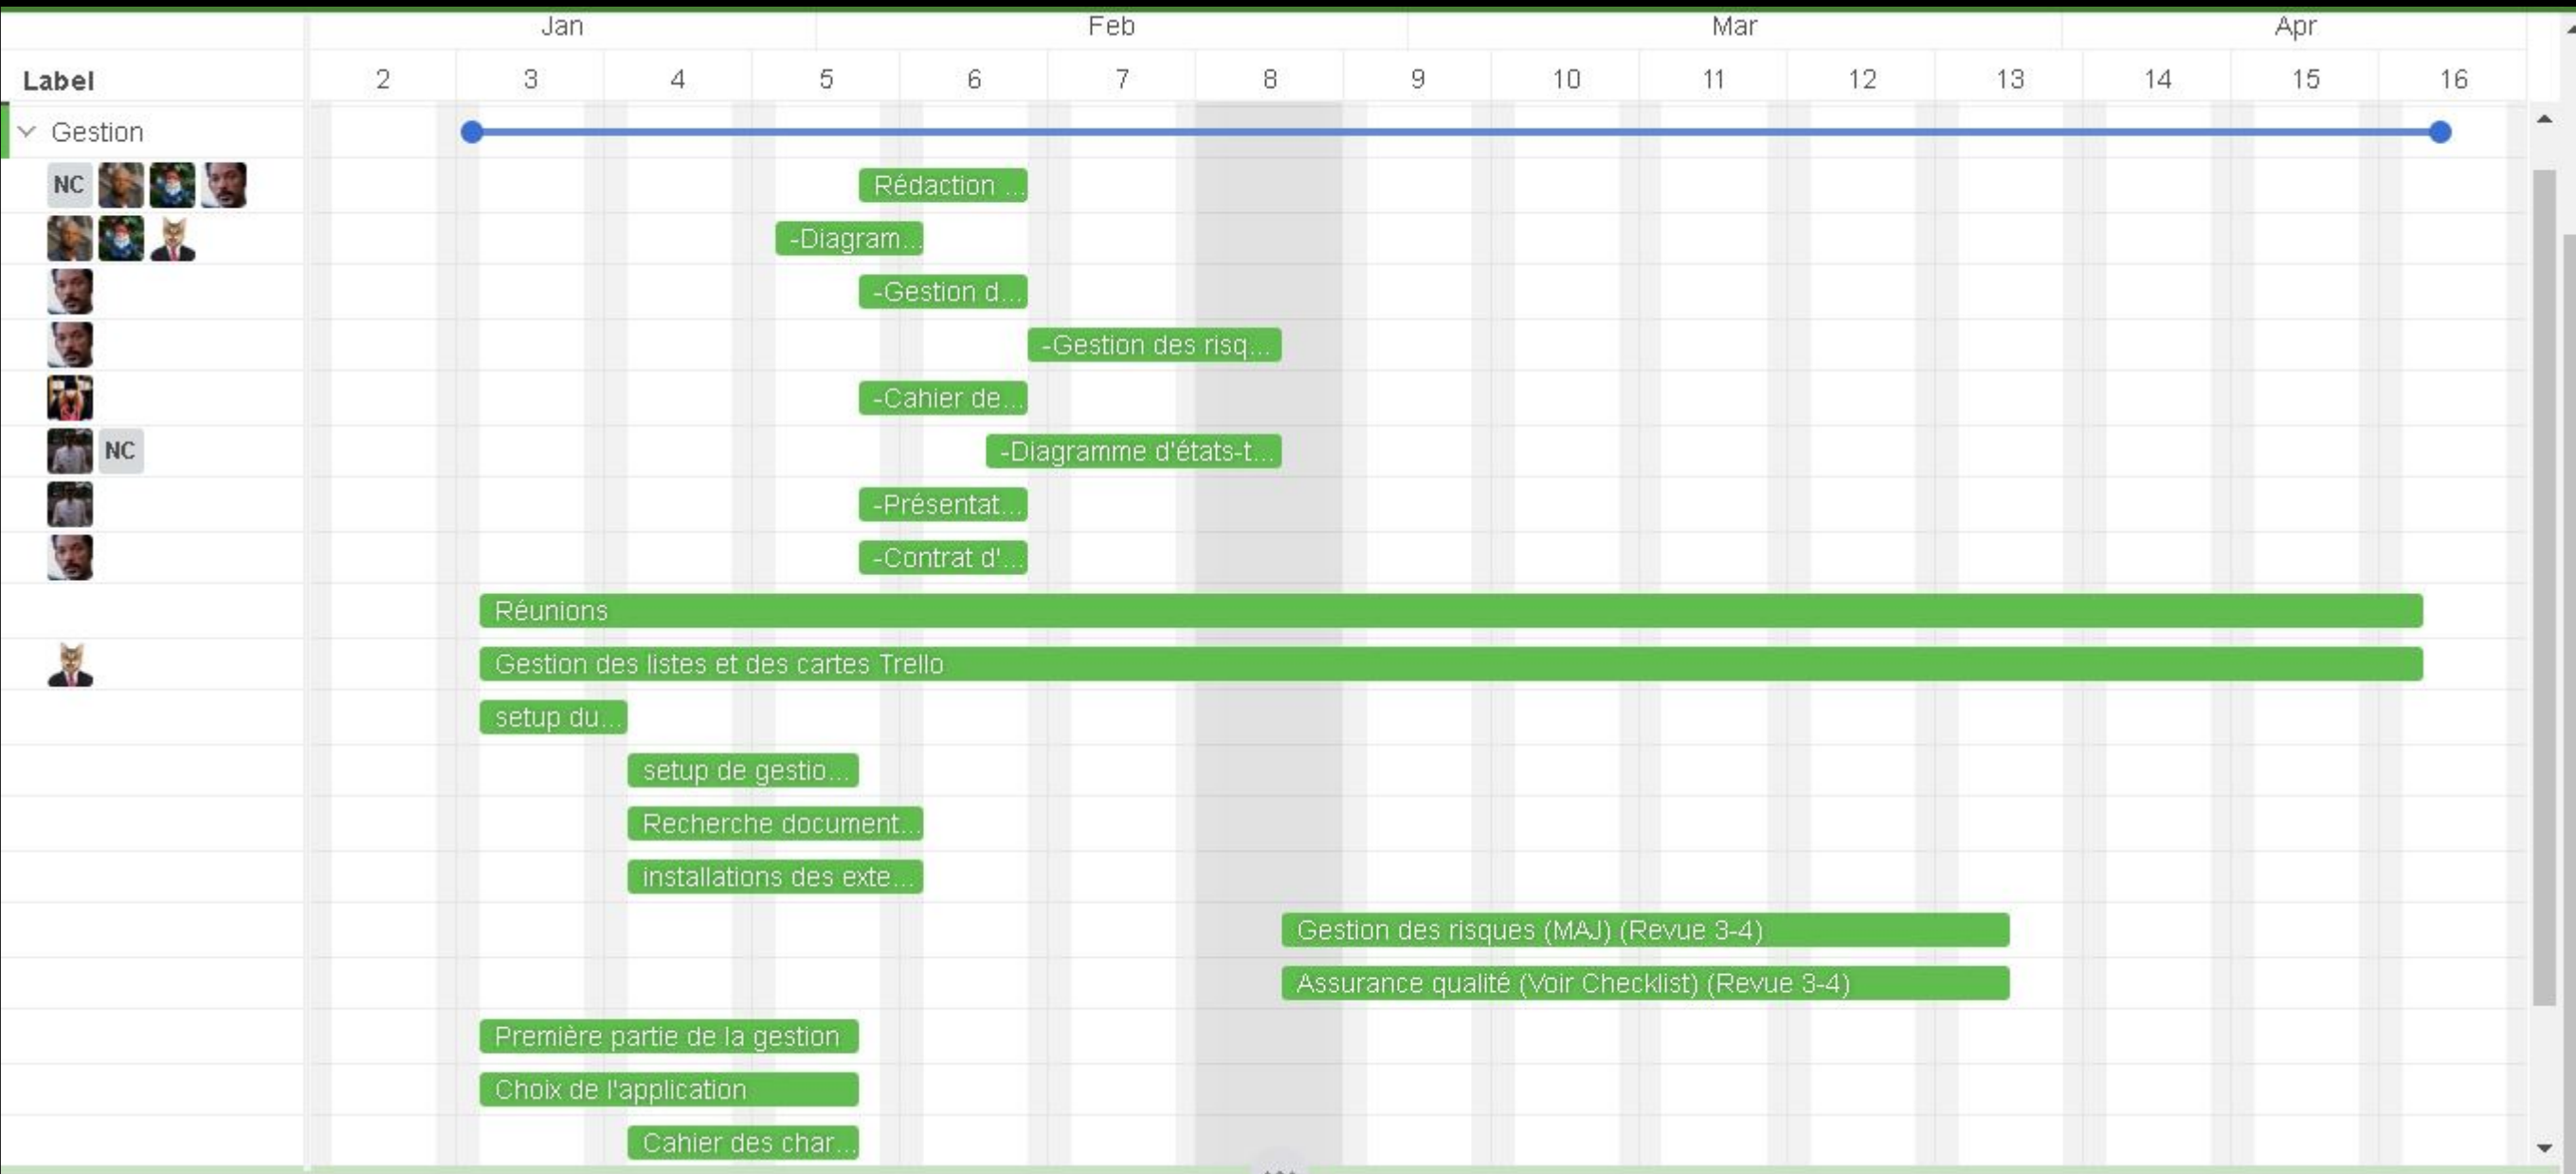 Jan Feb Mar Apr
Label 2 3 4 5 6 7 8 9 10 11 12 13 14 15 16
Gestion
NC Rédaction ...
-Diagram...
-Gestion d...
-Gestion des risq...
-Cahier de...
NC -Diagramme d'états-t...
-Présentat...
-Contrat d'...
Réunions
Gestion des listes et des cartes Trello
setup du...
setup de gestio...
Recherche document...
installations des exte...
Gestion des risques (MAJ) (Revue 3-4)
Assurance qualité (Voir Checklist) (Revue 3-4)
Première partie de la gestion
Choix de l'application
Cahier des char...